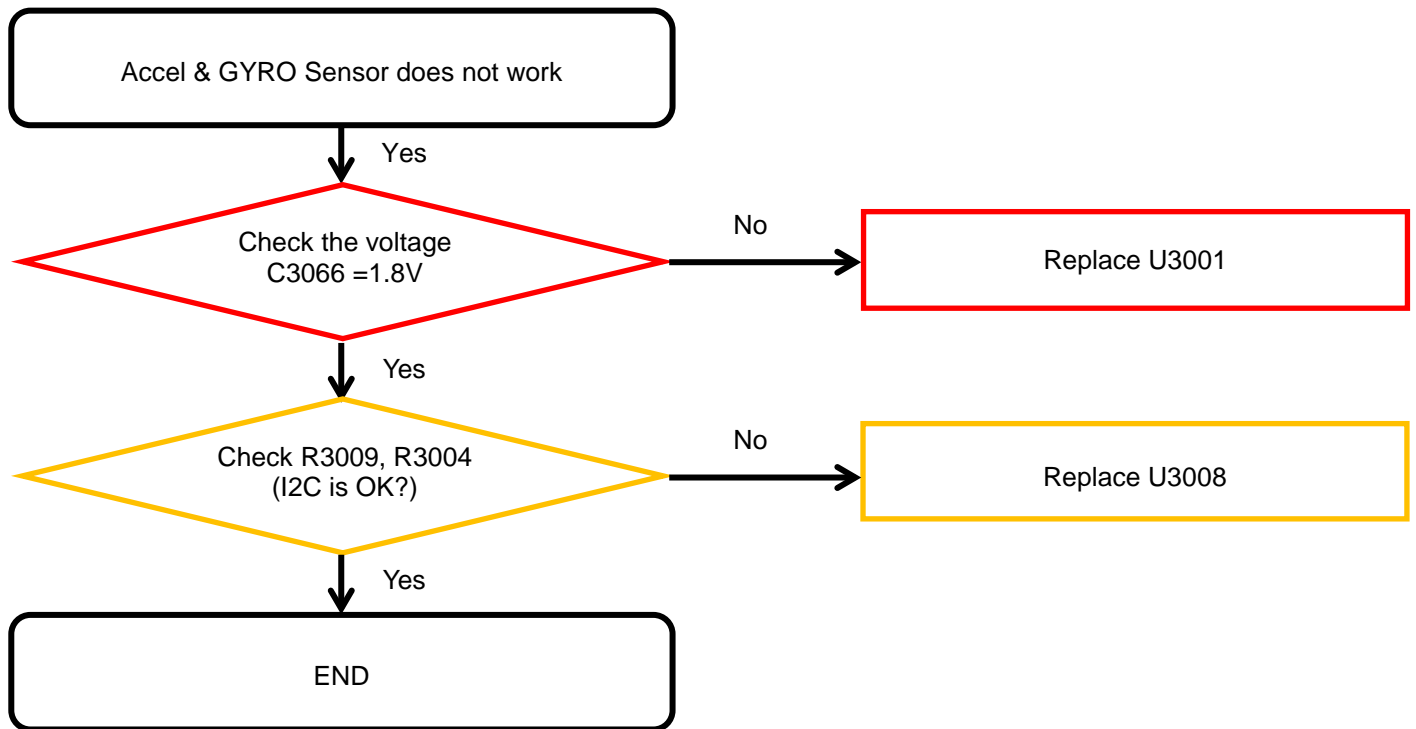 Accel & GYRO Sensor does not work
Yes
Check the voltage
C3066 =1.8V
No
Replace U3001
Yes
Check R3009, R3004
(I2C is OK?)
No
Replace U3008
Yes
END